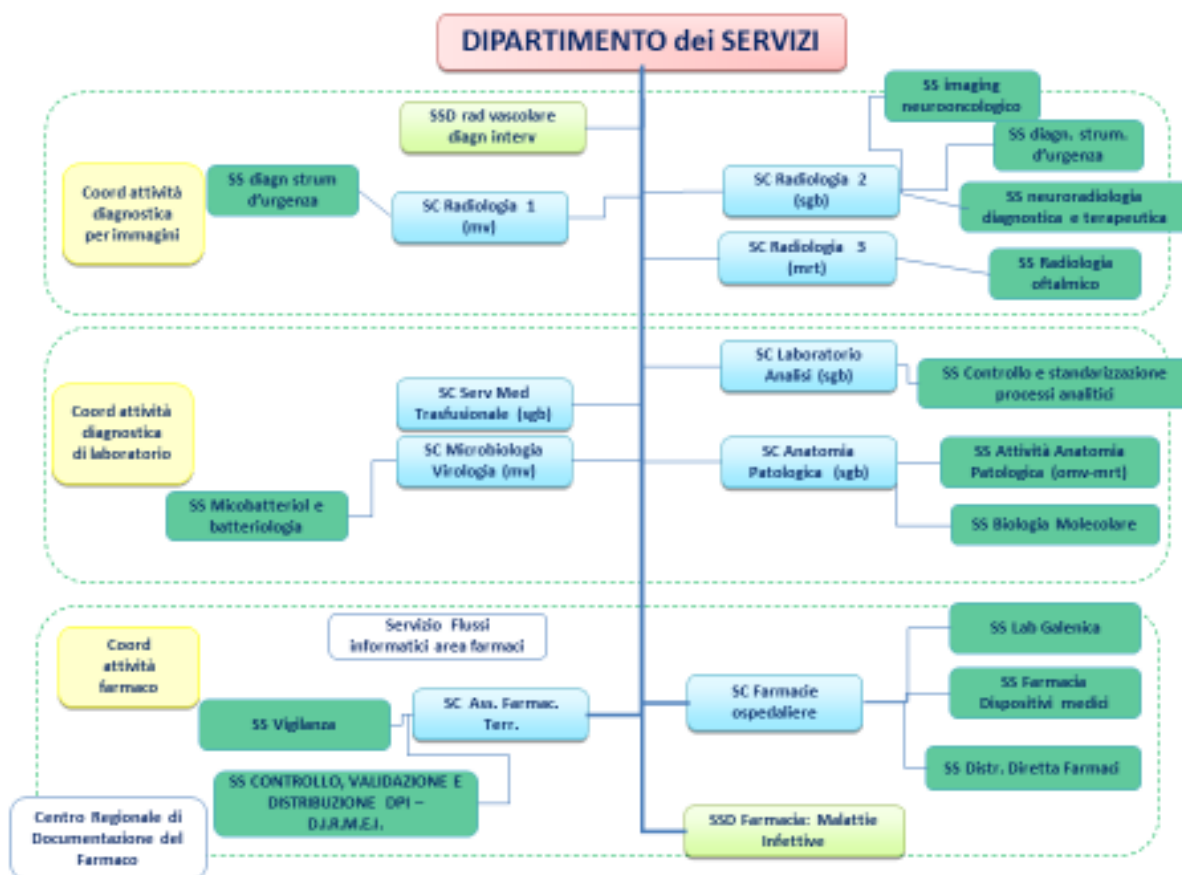 DIPARTIMENTO dei SERVIZI
SS imaging
neurooncologico
SSD rad vascolare
diagn interv
SS diagn. strum.
d'urgenza
Coord attività
diagnostica
per immagini
SS diagn strum
d'urgenza
SC Radiologia 1
(mv)
SC Radiologia 2
(sgb)
SS neuroradiologia
diagnostica e terapeutica
SC Radiologia 3
(mrt)
SS Radiologia
oftalmico
SC Laboratorio
Analisi (sgb)
SS Controllo e standarizzazione
processi analitici
Coord attività
diagnostica
di laboratorio
SC Serv Med
Trasfusionale (sgb)
SC Microbiologia
Virologia (mv)
SC Anatomia
Patologica (sgb)
SS Attività Anatomia
Patologica (omv-mrt)
SS Micobatteriol e
batteriologia
SS Biologia Molecolare
Coord
attività
farmaco
Servizio Flussi
informatici area farmaci
SS Lab Galenica
SS Vigilanza
SC Ass. Farmac.
Terr.
SC Farmacie
ospedaliere
SS Farmacia
Dispositivi medici
SS CONTROLLO, VALIDAZIONE E
DISTRIBUZIONE DPI –
D.I.R.M.E.I.
SS Distr. Diretta Farmaci
Centro Regionale di
Documentazione del
Farmaco
SSD Farmacia: Malattie
Infettive